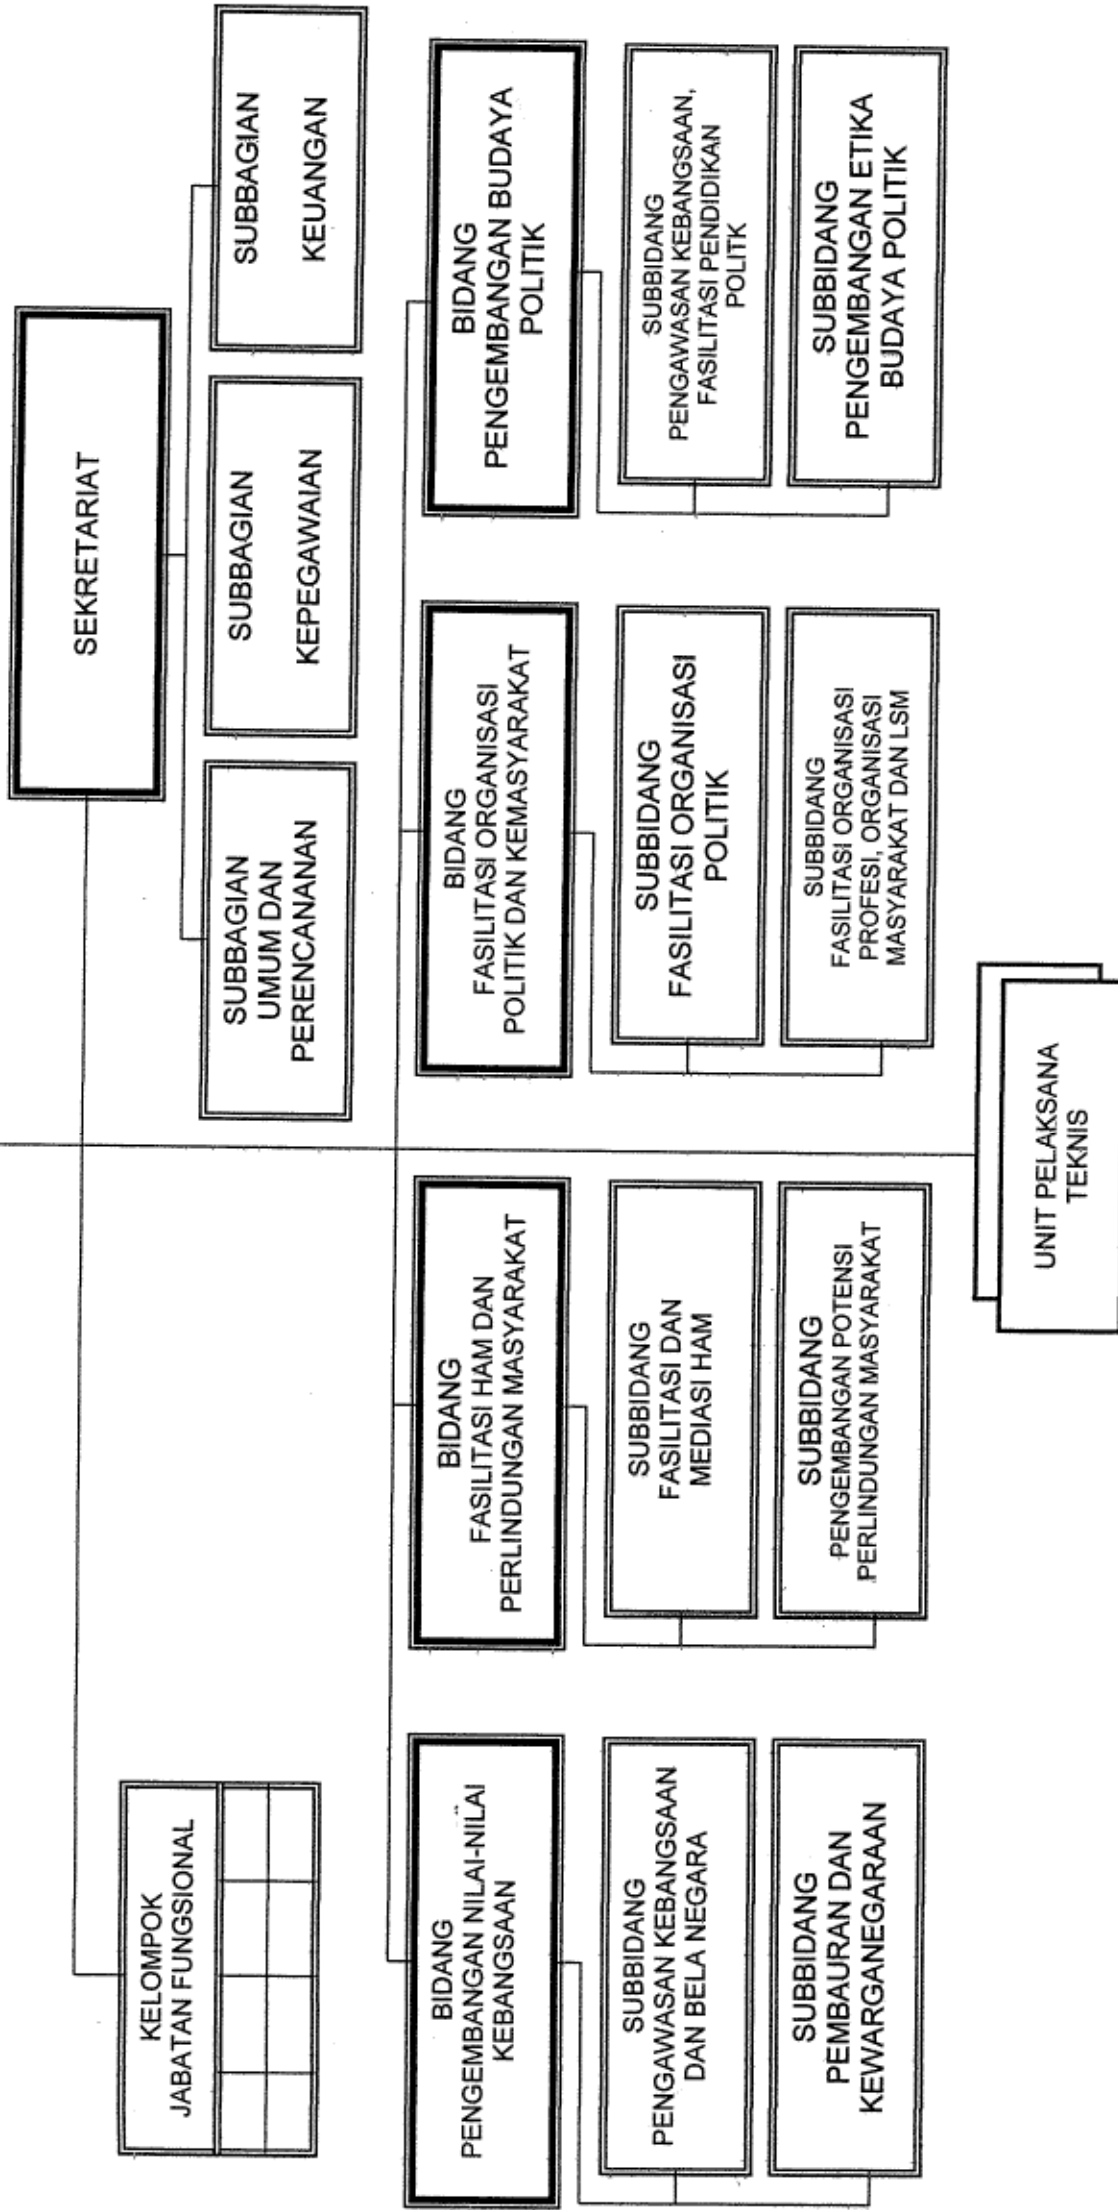 SEKRETARIAT
KELOMPOK
JABATAN FUNGSIONAL
SUBBAGIAN
UMUM DAN
PERENCANAAN
SUBBAGIAN
KEPEGAWAIAN
SUBBAGIAN
KEUANGAN
BIDANG
PENGEMBANGAN NILAI-NILAI
KEBANGSAAN
BIDANG
FASILITASI HAM DAN
PERLINDUNGAN MASYARAKAT
BIDANG
FASILITASI ORGANISASI
POLITIK DAN KEMASYARAKAT
BIDANG
PENGEMBANGAN BUDAYA
POLITIK
SUBBIDANG
PENGAWASAN KEBANGSAAN
DAN BELA NEGARA
SUBBIDANG
FASILITASI DAN
MEDIASI HAM
SUBBIDANG
FASILITASI ORGANISASI
POLITIK
SUBBIDANG
PENGAWASAN KEBANGSAAN,
FASILITASI PENDIDIKAN
POLITK
SUBBIDANG
PEMBAURAN DAN
KEWARGANEGARAAN
SUBBIDANG
PENGEMBANGAN POTENSI
PERLINDUNGAN MASYARAKAT
SUBBIDANG
FASILITASI ORGANISASI
PROFESI, ORGANISASI
MASYARAKAT DAN LSM
SUBBIDANG
PENGEMBANGAN ETIKA
BUDAYA POLITIK
UNIT PELAKSANA
TEKNIS